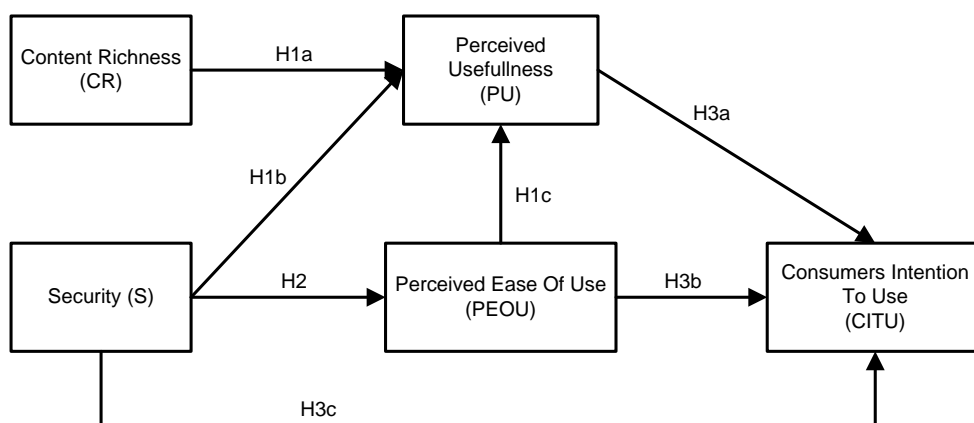 Content Richness
(CR)
H1a
Perceived
Usefullness
(PU)
H3a
H1b
H1c
Security (S)
H2
Perceived Ease Of Use
(PEOU)
H3b
Consumers Intention
To Use
(CITU)
H3c